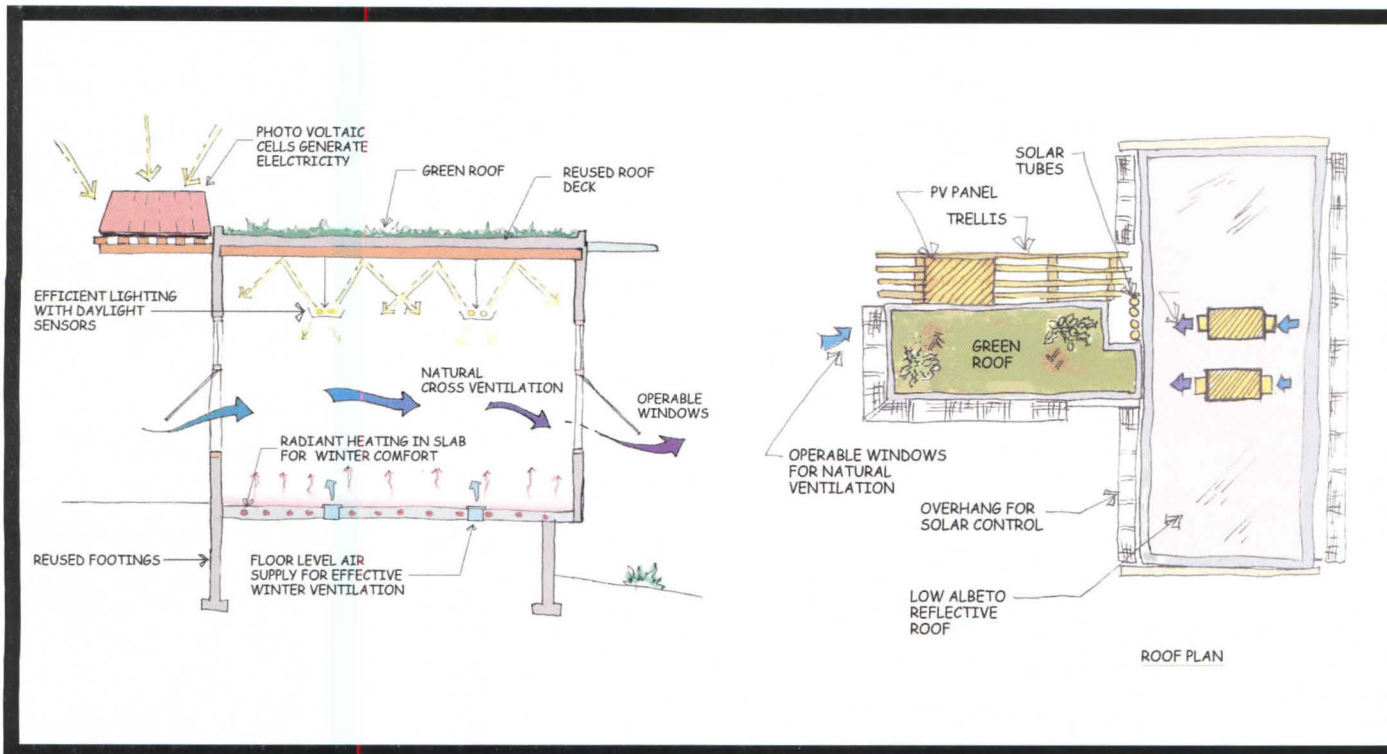 PHOTO VOLTAIC
CELLS GENERATE
ELELCTRICITY
GREEN ROOF
REUSED ROOF
DECK
EFFICIENT LIGHTING
WITH DAYLIGHT
SENSORS
NATURAL
CROSS VENTILATION
OPERABLE
WINDOWS
RADIANT HEATING IN SLAB
FOR WINTER COMFORT
REUSED FOOTINGS
FLOOR LEVEL AIR
SUPPLY FOR EFFECTIVE
WINTER VENTILATION
SOLAR
TUBES
PV PANEL
TRELLIS
GREEN
ROOF
OPERABLE WINDOWS
FOR NATURAL
VENTILATION
OVERHANG FOR
SOLAR CONTROL
LOW ALBETO
REFLECTIVE
ROOF
ROOF PLAN